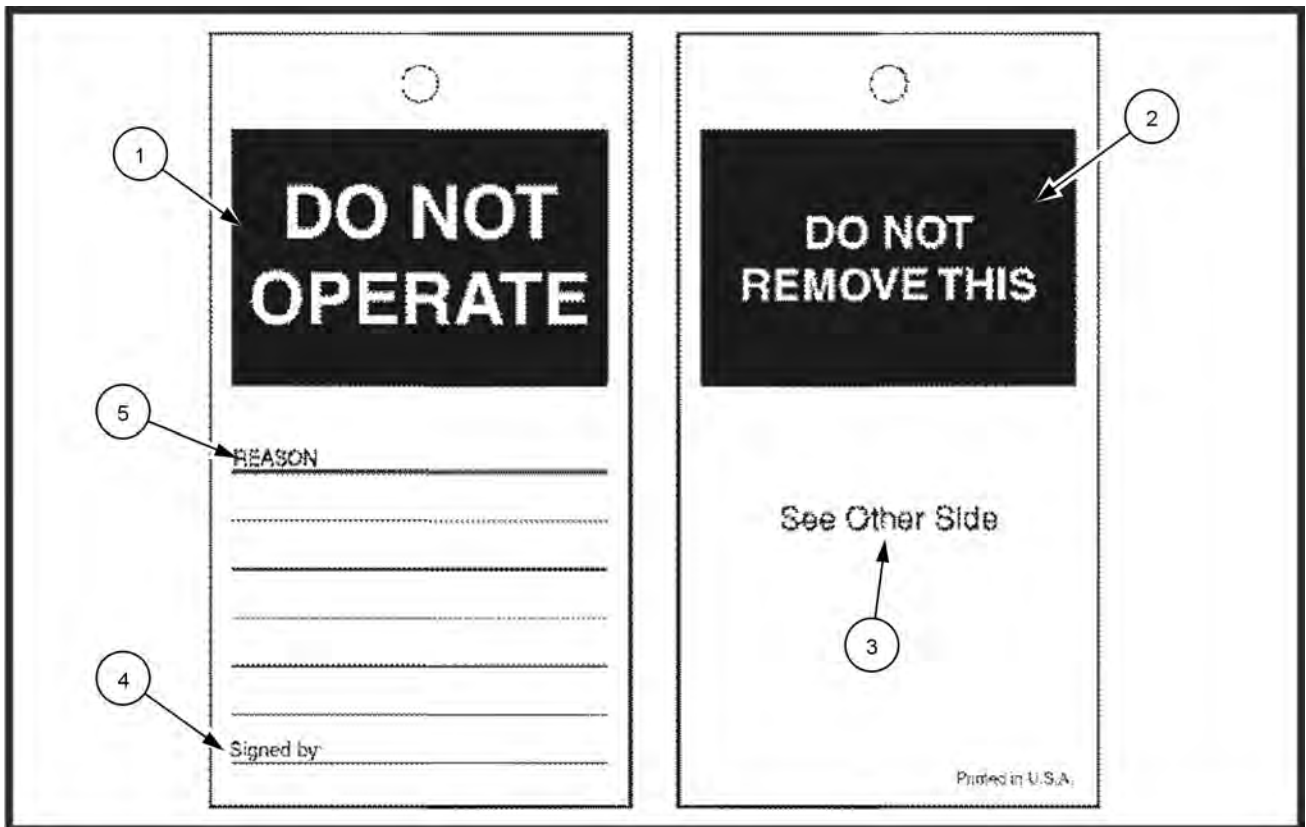 1
DO NOT
OPERATE
5
REASON
4
Signed by
2
DO NOT
REMOVE THIS
See Other Side
3
Printed in U.S.A.